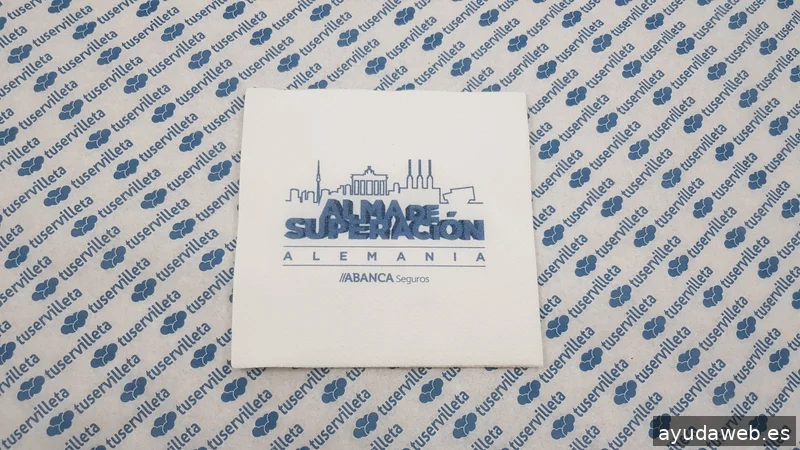 ALMA DE
SUPERACIÓN
ALEMANIA
//ABANCA Seguros
tuservilleta
ayudaweb.es